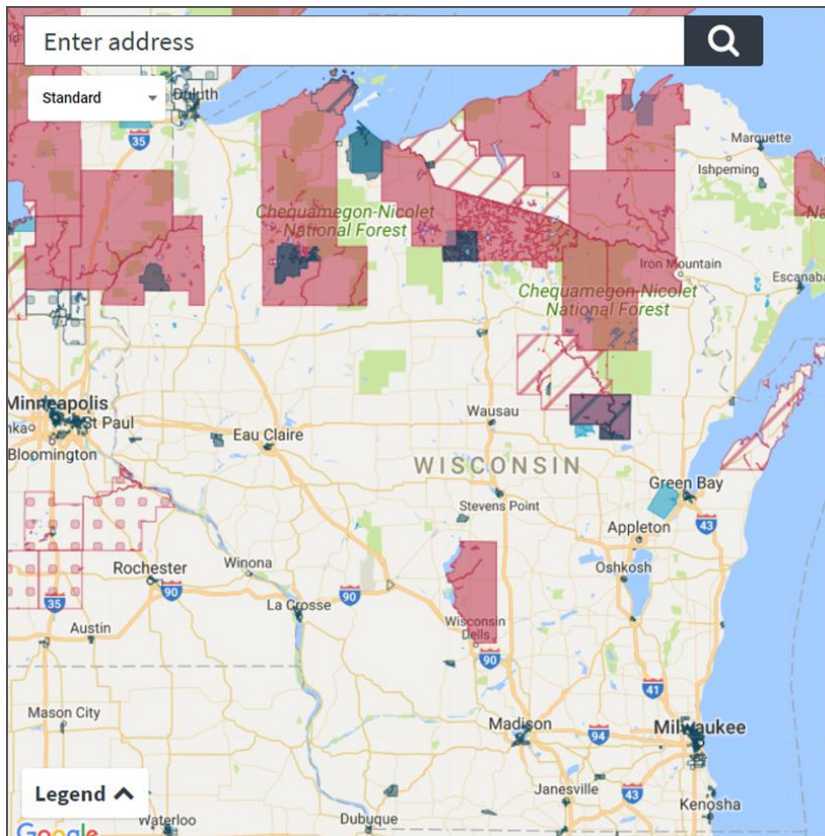 Enter address
Standard
Duluth
35
Marquette
Ishpeming
Chequamegon-Nicolet
National Forest
Na
Iron Mountain
Escanaba
Chequamegon-Nicolet
National Forest
Minneapolis
nka
St Paul
Bloomington
Eau Claire
Wausau
WISCONSIN
Green Bay
Stevens Point
43
Appleton
Oshkosh
Rochester
Winona
90
90
35
La Crosse
Austin
Wisconsin
Dells
90
41
Mason City
Madison
94
Milwaukee
Legend
Janesville
43
Kenosha
Waterloo
Dubuque
Google